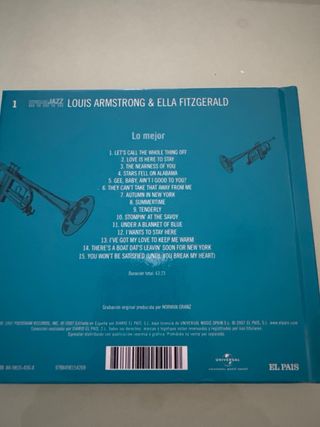 1 JAZZ LOUIS ARMSTRONG & ELLA FITZGERALD
Lo mejor
1. LET'S CALL THE WHOLE THING OFF
2. LOVE IS HERE TO STAY
3. THE NEARNESS OF YOU
4. STARS FELL ON ALABAMA
5. GEE, BABY, AIN'T I GOOD TO YOU?
6. THEY CAN'T TAKE THAT AWAY FROM ME
7. AUTUMN IN NEW YORK
8. SUMMERTIME
9. TENDERLY
10. STOMPIN' AT THE SAVOY
11. UNDER A BLANKET OF BLUE
12. I WANTS TO STAY HERE
13. I'VE GOT MY LOVE TO KEEP ME WARM
14. THERE'S A BOAT DAT'S LEAVIN' SOON FOR NEW YORK
15. YOU WON'T BE SATISFIED (UNTIL YOU BREAK MY HEART)
Duración total:
Grabación original producida por NORMAN GRANZ
UNIVERSAL
EL PAIS